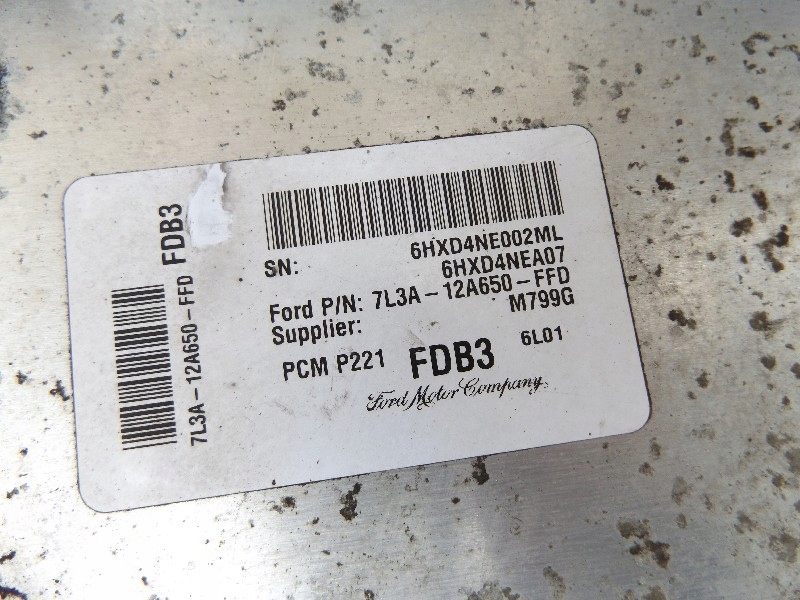 7L3A-12A650-FFD FDB3
SN: 6HXD4NE002ML
6HXD4NEA07
Ford P/N: 7L3A-12A650-FFD
Supplier: M799G
PCM P221 FDB3 6L01
Ford Motor Company.